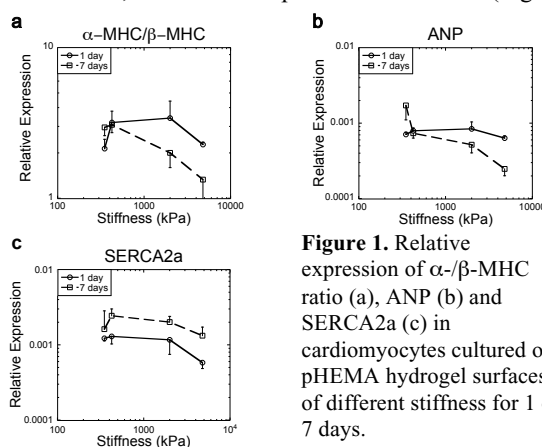 a
α-MHC/β-MHC
10
1 day
7 days
Relative Expression
1
100
1000
10000
Stiffness (kPa)
b
ANP
0.001
1 day
7 days
Relative Expression
0.0001
100
1000
10000
Stiffness (kPa)
c
SERCA2a
0.01
1 day
7 days
Relative Expression
0.001
0.0001
100
1000
10⁴
Stiffness (kPa)
Figure 1. Relative
expression of α-/β-MHC
ratio (a), ANP (b) and
SERCA2a (c) in
cardiomyocytes cultured
pHEMA hydrogel surfaces
of different stiffness for 1
7 days.